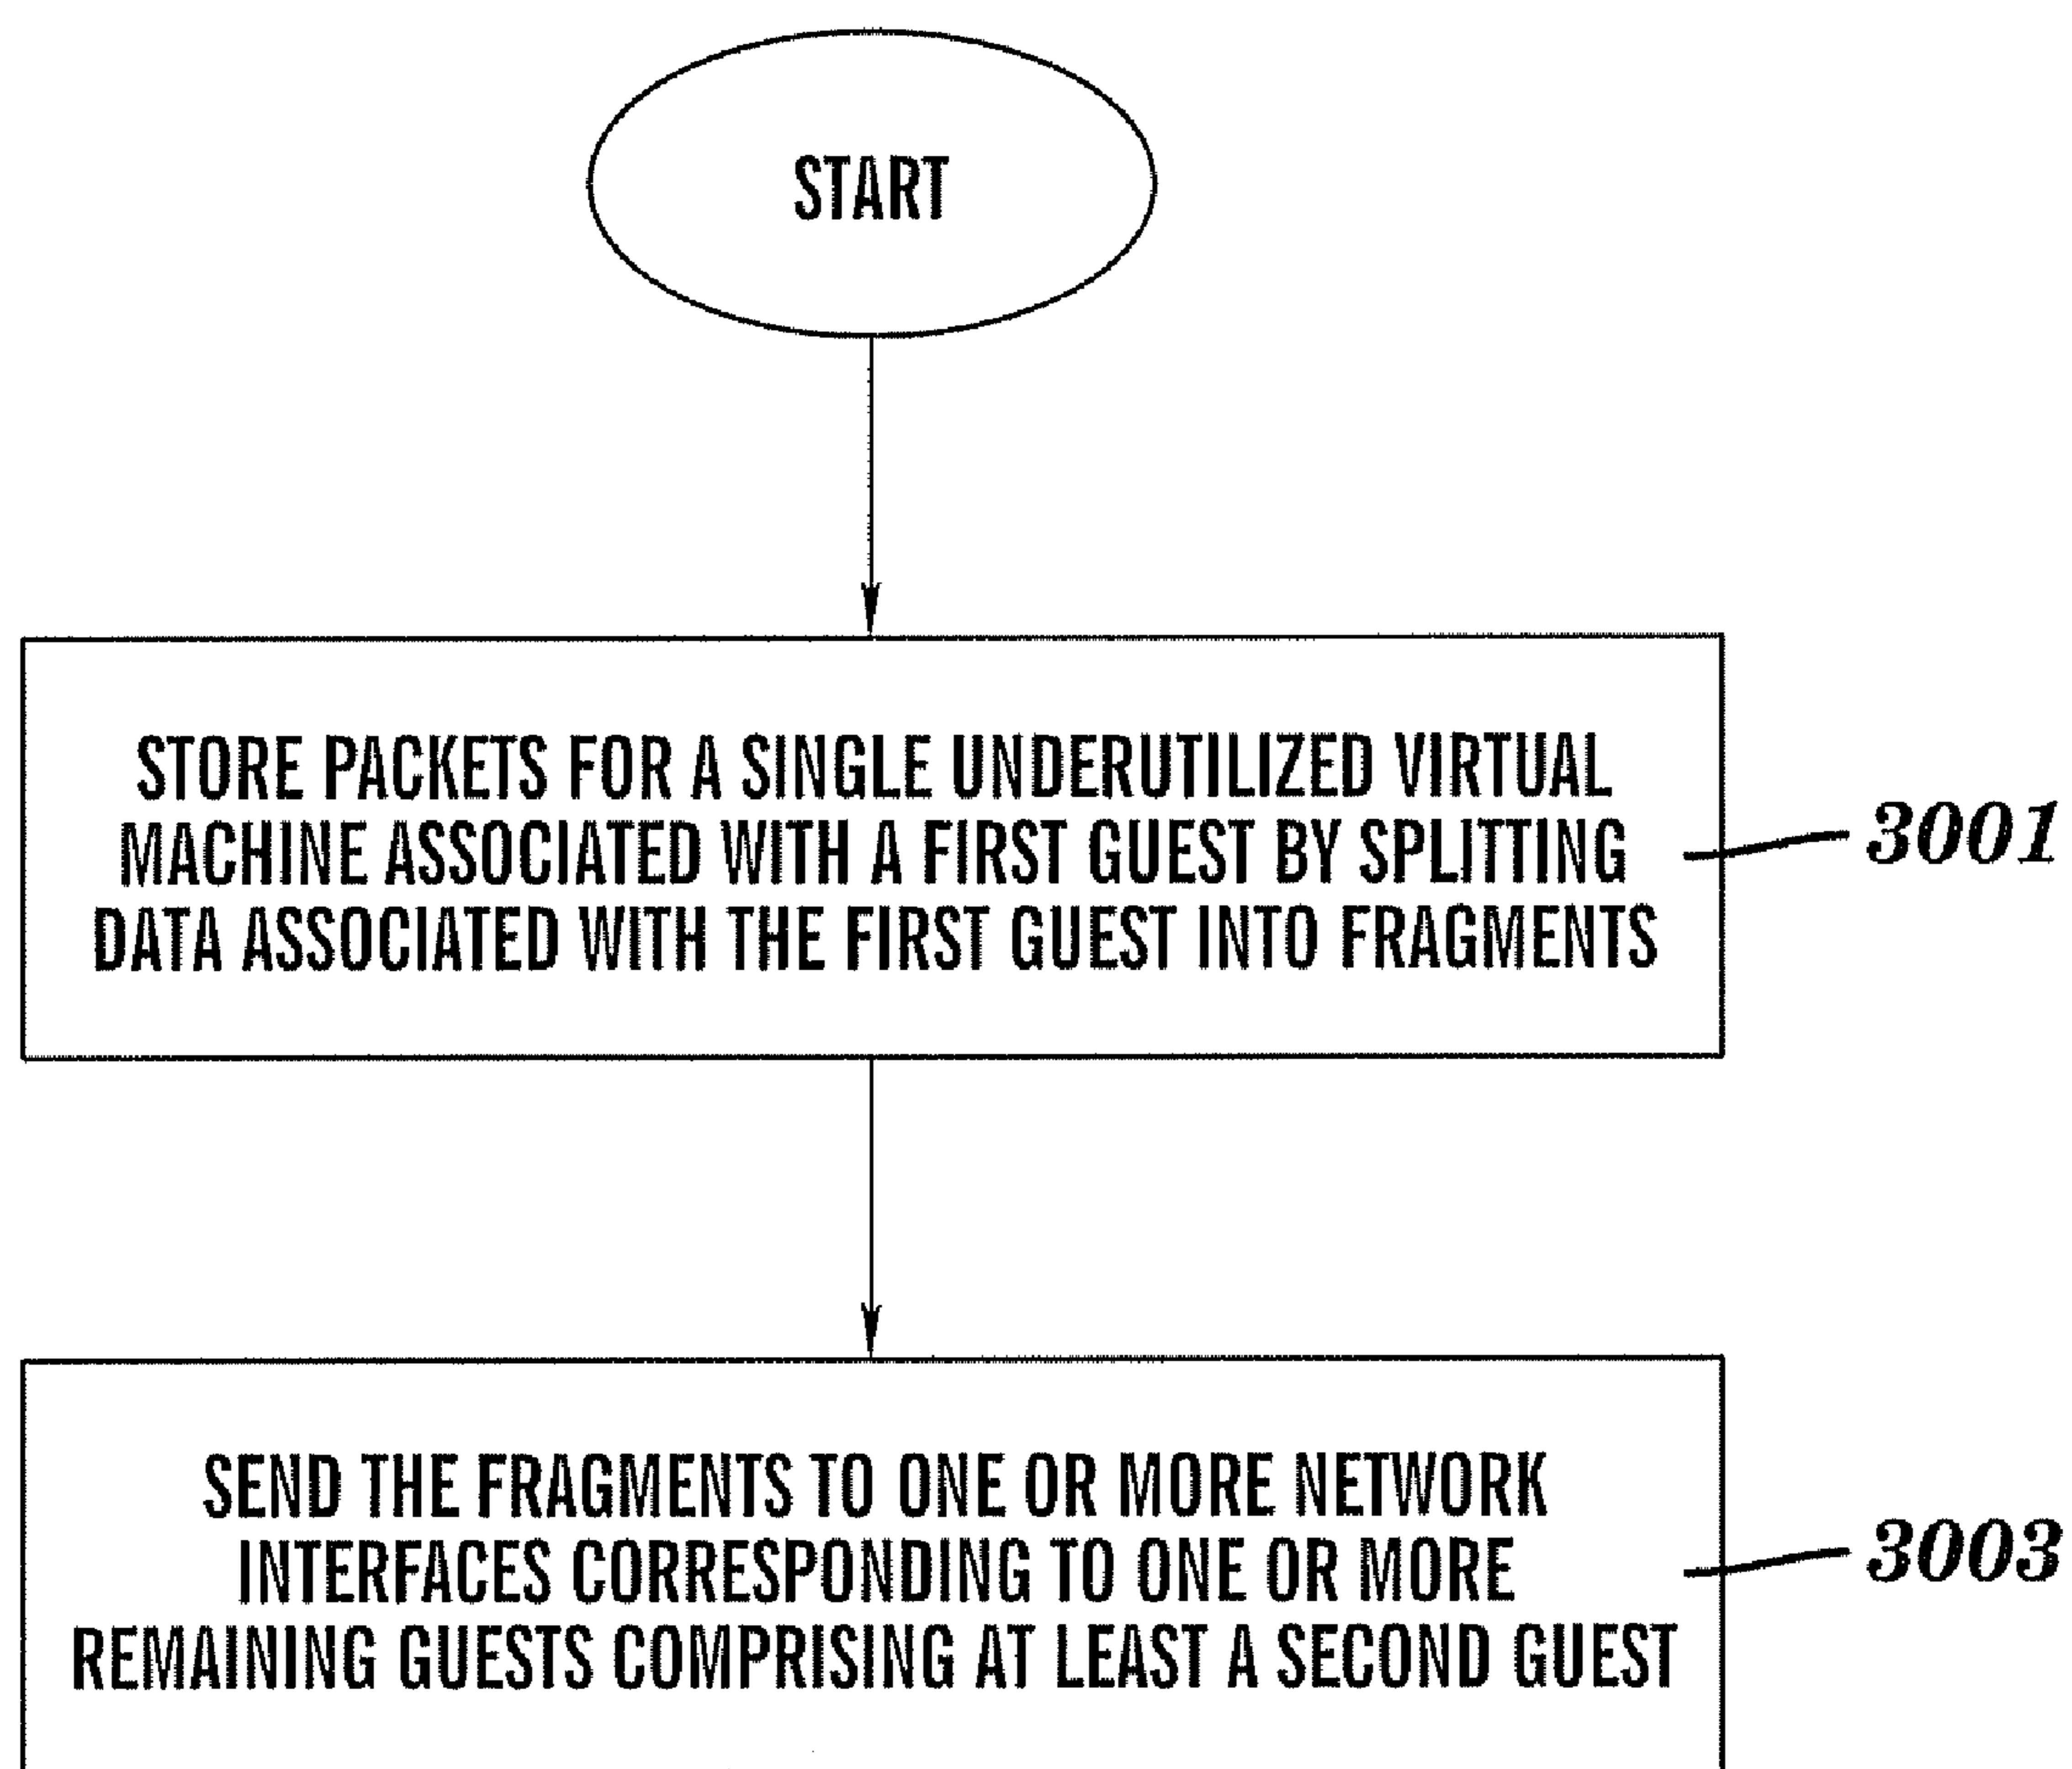 START
STORE PACKETS FOR A SINGLE UNDERUTILIZED VIRTUAL
MACHINE ASSOCIATED WITH A FIRST GUEST BY SPLITTING
DATA ASSOCIATED WITH THE FIRST GUEST INTO FRAGMENTS
3001
SEND THE FRAGMENTS TO ONE OR MORE NETWORK
INTERFACES CORRESPONDING TO ONE OR MORE
REMAINING GUESTS COMPRISING AT LEAST A SECOND GUEST
3003